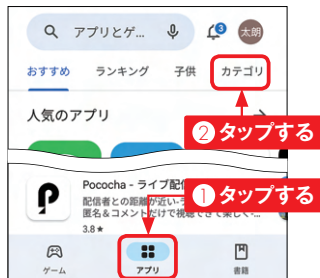 アプリとゲ... 3 太朗
おすすめ ランキング 子供 カテゴリ
人気のアプリ
②タップする
Pococha - ライブ配信
①タップする
配信者との距離が近い-ラ
匿名&コメントだけで視聴できて楽しく-...
3.8★
ゲーム アプリ 書籍